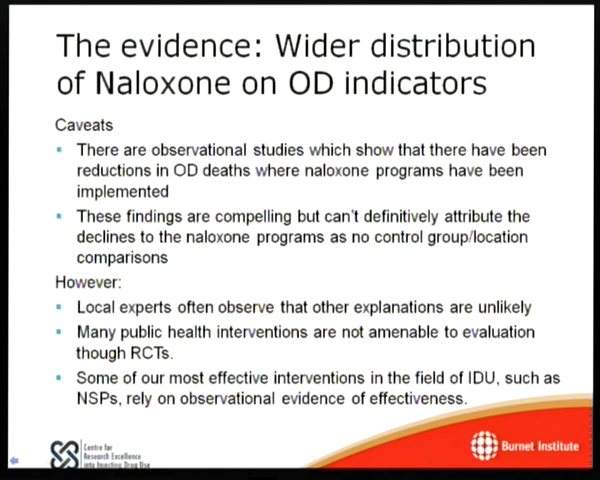 The evidence: Wider distribution
of Naloxone on OD indicators
Caveats
There are observational studies which show that there have been
reductions in OD deaths where naloxone programs have been
implemented
These findings are compelling but can't definitively attribute the
declines to the naloxone programs as no control group/location
comparisons
However:
Local experts often observe that other explanations are unlikely
Many public health interventions are not amenable to evaluation
though RCTs.
Some of our most effective interventions in the field of IDU, such as
NSPs, rely on observational evidence of effectiveness.
Centre for
Research Excellence
into Injecting Drug Use
Burnet Institute